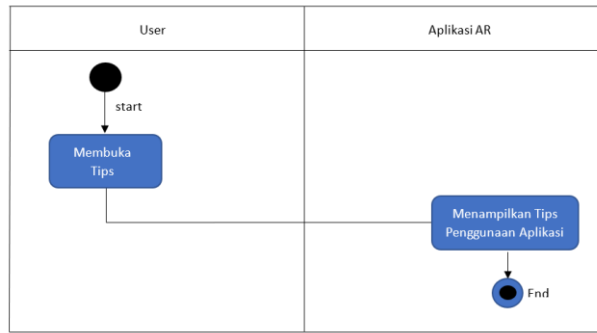 User
Aplikasi AR
start
Membuka
Tips
Menampilkan Tips
Penggunaan Aplikasi
End